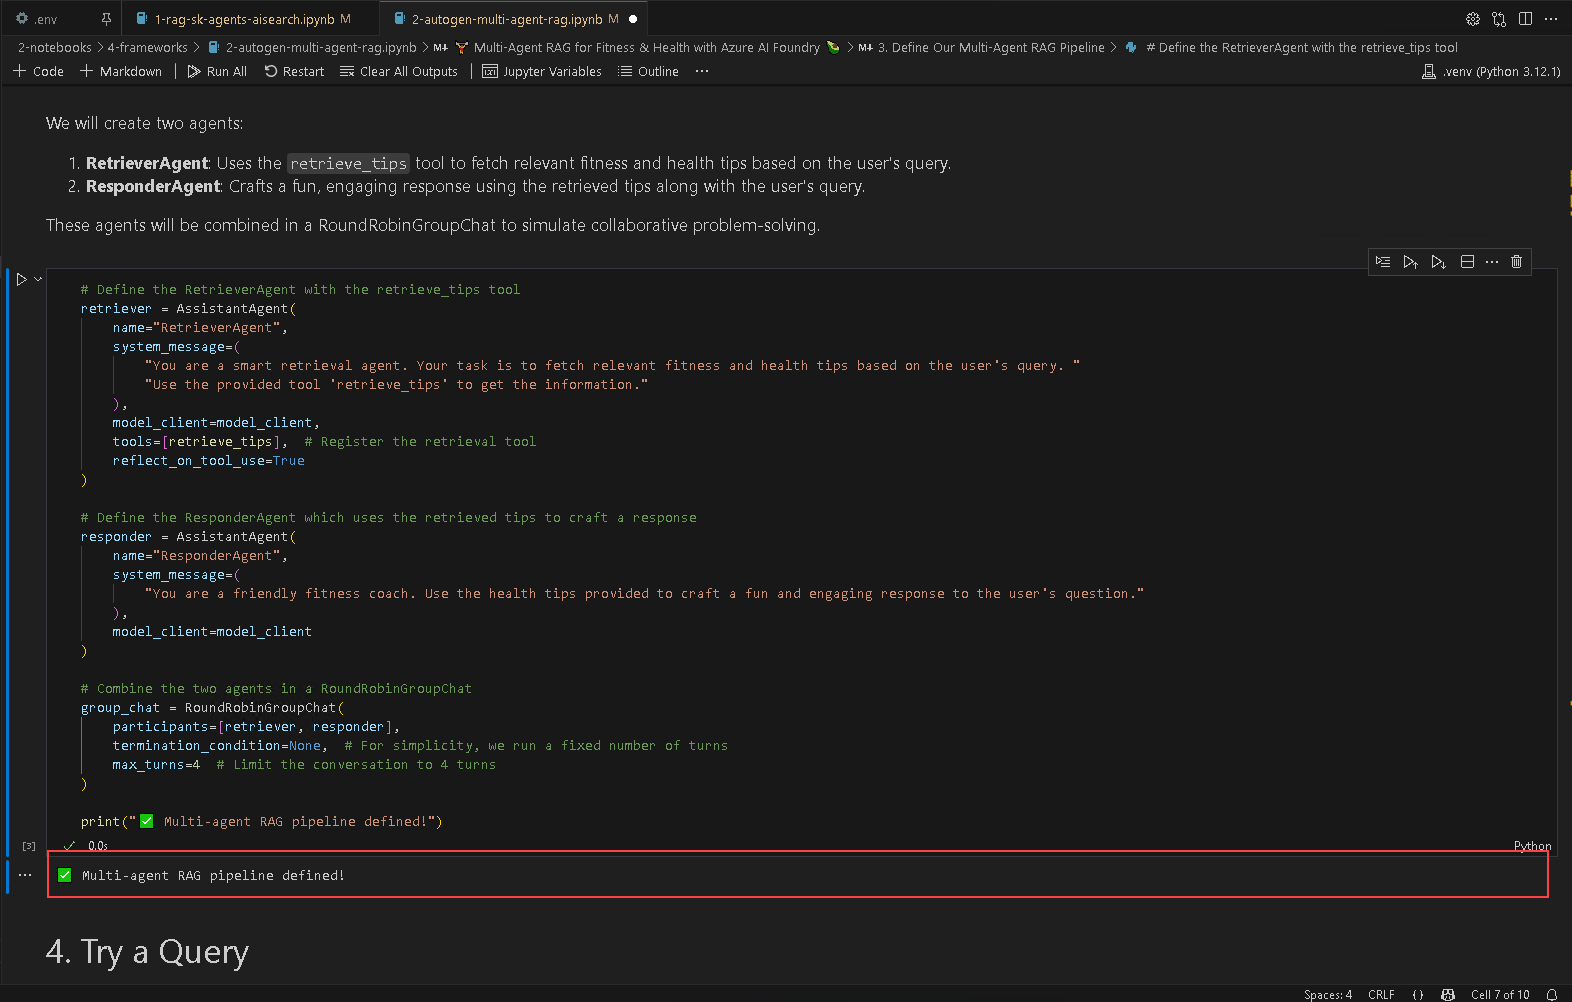 .env
1-rag-sk-agents-aisearch.ipynb M
2-autogen-multi-agent-rag.ipynb M
2-notebooks > 4-frameworks > 2-autogen-multi-agent-rag.ipynb > M↓ Multi-Agent RAG for Fitness & Health with Azure AI Foundry > M↓ 3. Define Our Multi-Agent RAG Pipeline > # Define the RetrieverAgent with the retrieve_tips tool
+ Code + Markdown | Run All Restart Clear All Outputs | Jupyter Variables Outline ··· .venv (Python 3.12.1)
We will create two agents:
1. RetrieverAgent: Uses the retrieve_tips tool to fetch relevant fitness and health tips based on the user's query.
2. ResponderAgent: Crafts a fun, engaging response using the retrieved tips along with the user's query.
These agents will be combined in a RoundRobinGroupChat to simulate collaborative problem-solving.
# Define the RetrieverAgent with the retrieve_tips tool
retriever = AssistantAgent(
name="RetrieverAgent",
system_message=(
"You are a smart retrieval agent. Your task is to fetch relevant fitness and health tips based on the user's query. "
"Use the provided tool 'retrieve_tips' to get the information."
),
model_client=model_client,
tools=[retrieve_tips],  # Register the retrieval tool
reflect_on_tool_use=True
)
# Define the ResponderAgent which uses the retrieved tips to craft a response
responder = AssistantAgent(
name="ResponderAgent",
system_message=(
"You are a friendly fitness coach. Use the health tips provided to craft a fun and engaging response to the user's question."
),
model_client=model_client
)
# Combine the two agents in a RoundRobinGroupChat
group_chat = RoundRobinGroupChat(
participants=[retriever, responder],
termination_condition=None,  # For simplicity, we run a fixed number of turns
max_turns=4  # Limit the conversation to 4 turns
)
print("✅ Multi-agent RAG pipeline defined!")
[3] ✓ 0.0s Python
✅ Multi-agent RAG pipeline defined!
4. Try a Query
Spaces: 4 CRLF {} Cell 7 of 10